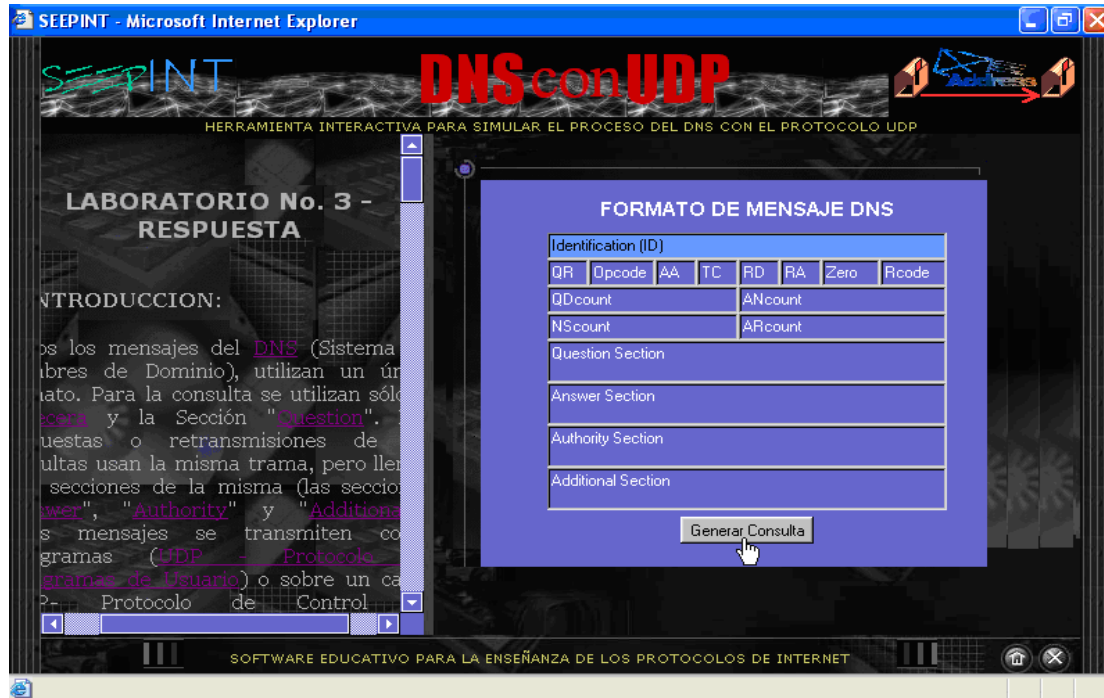 SEEPINT - Microsoft Internet Explorer
SEEPINT
DNS con UDP
Address
HERRAMIENTA INTERACTIVA PARA SIMULAR EL PROCESO DEL DNS CON EL PROTOCOLO UDP
LABORATORIO No. 3 -
RESPUESTA
NTRODUCCION:
os los mensajes del DNS (Sistema
bres de Dominio), utilizan un ún
ato. Para la consulta se utilizan sólo
y la Sección "Question".
uestas o retransmisiones de
ultas usan la misma trama, pero llen
secciones de la misma (las seccio
wer", "Authority" y "Additiona
s mensajes se transmiten co
gramas (UDP - Protocolo
gramas de Usuario) o sobre un ca
P- Protocolo de Control
FORMATO DE MENSAJE DNS
Identification (ID)
QR Opcode AA TC RD RA Zero Rcode
QDcount ANcount
NScount ARcount
Question Section
Answer Section
Authority Section
Additional Section
Generar Consulta
SOFTWARE EDUCATIVO PARA LA ENSEÑANZA DE LOS PROTOCOLOS DE INTERNET